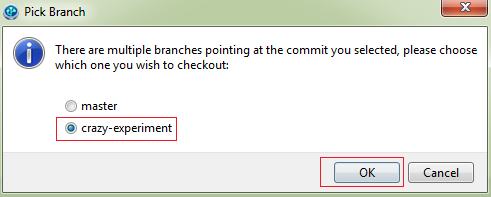 Pick Branch
There are multiple branches pointing at the commit you selected, please choose
which one you wish to checkout:
master
crazy-experiment
OK
Cancel